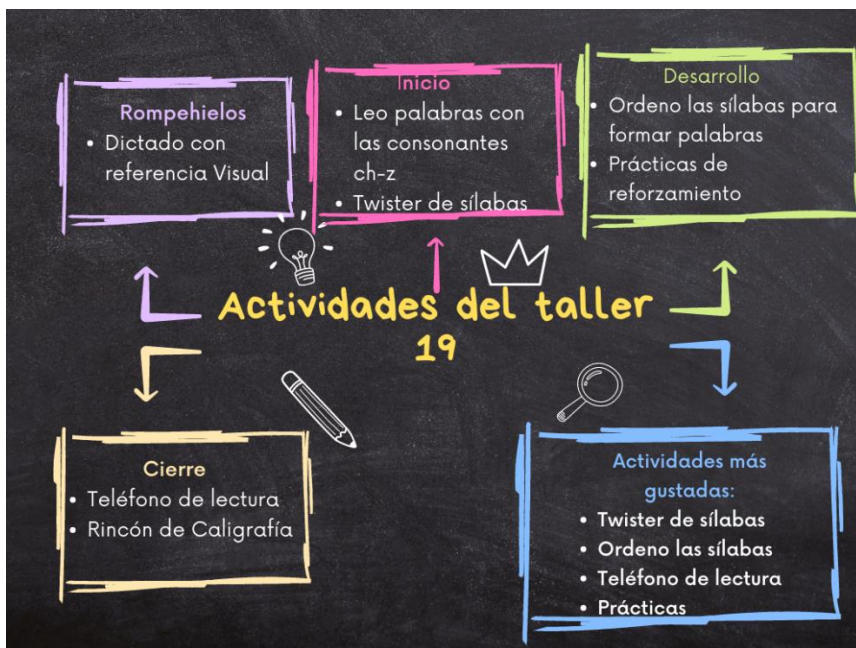 Rompehielos
• Dictado con
referencia Visual
Inicio
• Leo palabras con
las consonantes
ch-z
• Twister de sílabas
Desarrollo
• Ordeno las sílabas para
formar palabras
• Prácticas de
reforzamiento
Actividades del taller
19
Cierre
• Teléfono de lectura
• Rincón de Caligrafía
Actividades más
gustadas:
• Twister de sílabas
• Ordeno las sílabas
• Teléfono de lectura
• Prácticas